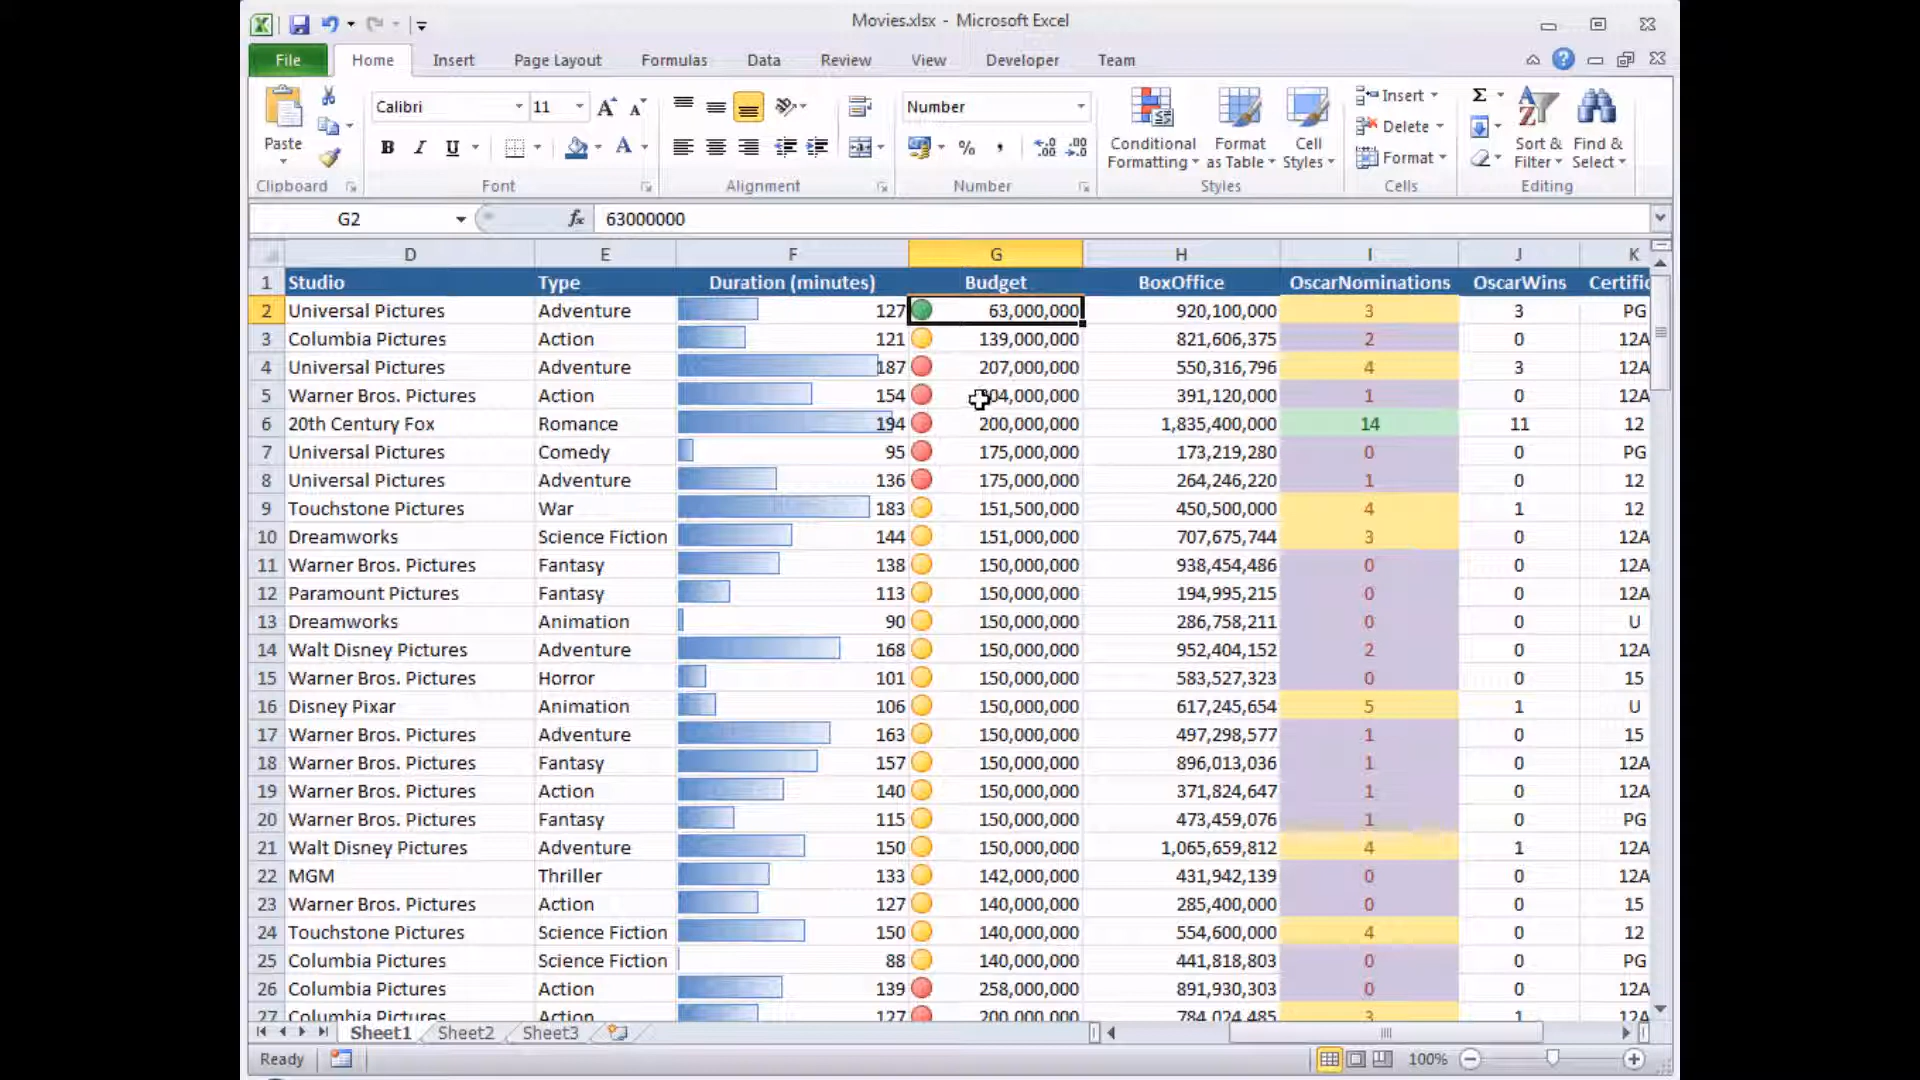 Movies.xlsx - Microsoft Excel
File Home Insert Page Layout Formulas Data Review View Developer Team
Calibri 11 Number Insert Σ
Delete
Paste B I U A % , Conditional Formatting Format as Table Cell Styles Format Sort & Filter Find & Select
Clipboard Font Alignment Number Styles Cells Editing
G2 fx 63000000
D E F G H I J K
1 Studio Type Duration (minutes) Budget BoxOffice OscarNominations OscarWins
2 Universal Pictures Adventure 127 63,000,000 920,100,000 3 3 PG
3 Columbia Pictures Action 121 139,000,000 821,606,375 2 0 12A
4 Universal Pictures Adventure 187 207,000,000 550,316,796 4 3 12A
5 Warner Bros. Pictures Action 154 04,000,000 391,120,000 1 0 12A
6 20th Century Fox Romance 194 200,000,000 1,835,400,000 14 11 12
7 Universal Pictures Comedy 95 175,000,000 173,219,280 0 0 PG
8 Universal Pictures Adventure 136 175,000,000 264,246,220 1 0 12
9 Touchstone Pictures War 183 151,500,000 450,500,000 4 1 12
10 Dreamworks Science Fiction 144 151,000,000 707,675,744 3 0 12A
11 Warner Bros. Pictures Fantasy 138 150,000,000 938,454,486 0 0 12A
12 Paramount Pictures Fantasy 113 150,000,000 194,995,215 0 0 12A
13 Dreamworks Animation 90 150,000,000 286,758,211 0 0 U
14 Walt Disney Pictures Adventure 168 150,000,000 952,404,152 2 0 12A
15 Warner Bros. Pictures Horror 101 150,000,000 583,527,323 0 0 15
16 Disney Pixar Animation 106 150,000,000 617,245,654 5 1 U
17 Warner Bros. Pictures Adventure 163 150,000,000 497,298,577 1 0 15
18 Warner Bros. Pictures Fantasy 157 150,000,000 896,013,036 1 0 12A
19 Warner Bros. Pictures Action 140 150,000,000 371,824,647 1 0 12A
20 Warner Bros. Pictures Fantasy 115 150,000,000 473,459,076 1 0 PG
21 Walt Disney Pictures Adventure 150 150,000,000 1,065,659,812 4 1 12A
22 MGM Thriller 133 142,000,000 431,942,139 0 0 12A
23 Warner Bros. Pictures Action 127 140,000,000 285,400,000 0 0 15
24 Touchstone Pictures Science Fiction 150 140,000,000 554,600,000 4 0 12
25 Columbia Pictures Science Fiction 88 140,000,000 441,818,803 0 0 PG
26 Columbia Pictures Action 139 258,000,000 891,930,303 0 0 12A
27 Columbia Pictures Action 127 200,000,000 784,024,485 3 1 12A
Sheet1 Sheet2 Sheet3
Ready 100%